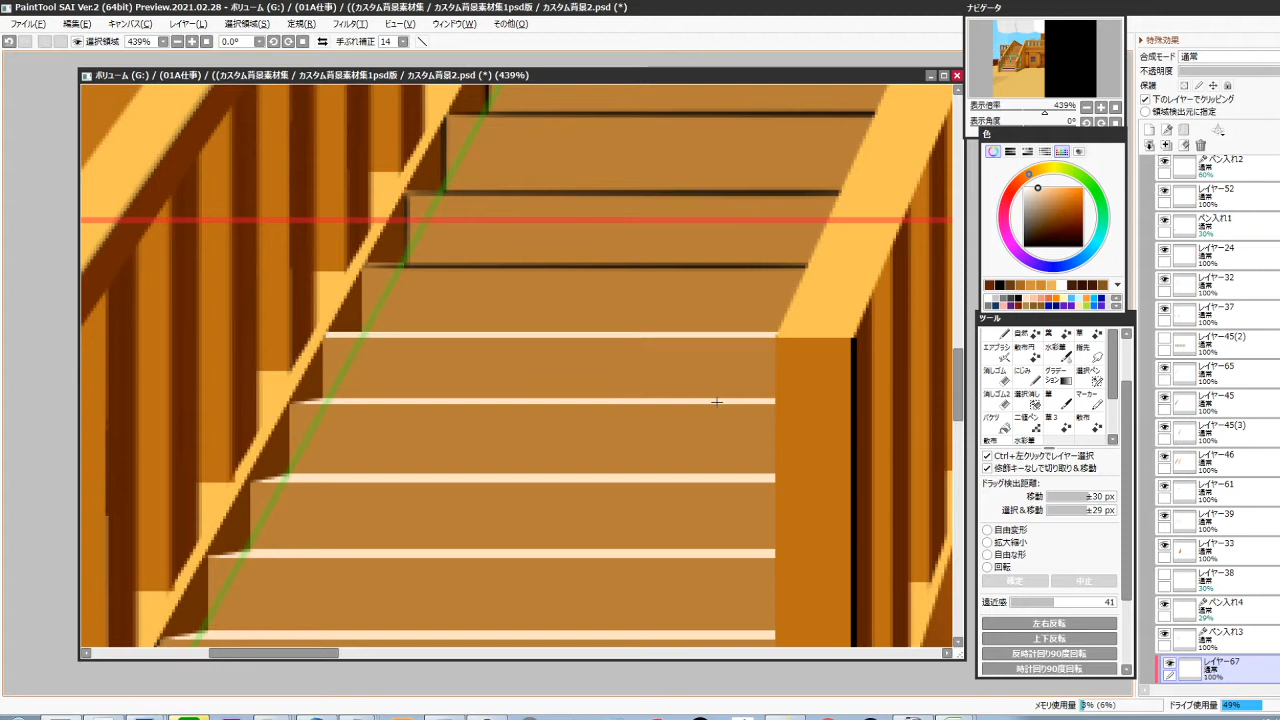 PaintTool SAI Ver.2 (64bit) Preview.2021.02.28 - ボリューム (G:) / (01A仕事) / ((カスタム背景素材集 / カスタム背景素材集1psd版 / カスタム背景2.psd (*)
ファイル(F) 編集(E) キャンバス(C) レイヤー(L) 選択領域(S) 定規(R) フィルタ(T) ビュー(V) ウィンドウ(W) その他(O)
選択領域 439% 0.0° 手ぶれ補正 14
ボリューム (G:) / (01A仕事) / ((カスタム背景素材集 / カスタム背景素材集1psd版 / カスタム背景2.psd (*) (439%)
ナビゲータ
表示倍率 439%
表示角度 0°
色
ツール
自然 葉 草
エアブラシ 散布円 水彩筆 指先
消しゴム にじみ グラデーション 選択ペン
消しゴム2 選択消し 筆 マーカー
バケツ 二値ペン 草3 散布
散布 水彩筆
Ctrl+左クリックでレイヤー選択
修飾キーなしで切り取り&移動
ドラッグ検出距離:
移動 ±30 px
選択&移動 ±29 px
自由変形
拡大縮小
自由な形
回転
確定 中止
遠近感 41
左右反転
上下反転
反時計回り90度回転
時計回り90度回転
特殊効果
合成モード 通常
不透明度
保護
下のレイヤーでクリッピング
領域検出元に指定
ペン入れ2
通常
60%
レイヤー52
通常
100%
ペン入れ1
通常
30%
レイヤー24
通常
100%
レイヤー32
通常
100%
レイヤー37
通常
100%
レイヤー45(2)
通常
100%
レイヤー65
通常
100%
レイヤー45
通常
100%
レイヤー45(3)
通常
100%
レイヤー46
通常
100%
レイヤー61
通常
100%
レイヤー39
通常
100%
レイヤー33
通常
100%
レイヤー38
通常
30%
ペン入れ4
通常
29%
ペン入れ3
通常
100%
レイヤー67
通常
100%
メモリ使用量 3% (6%) ドライブ使用量 49%